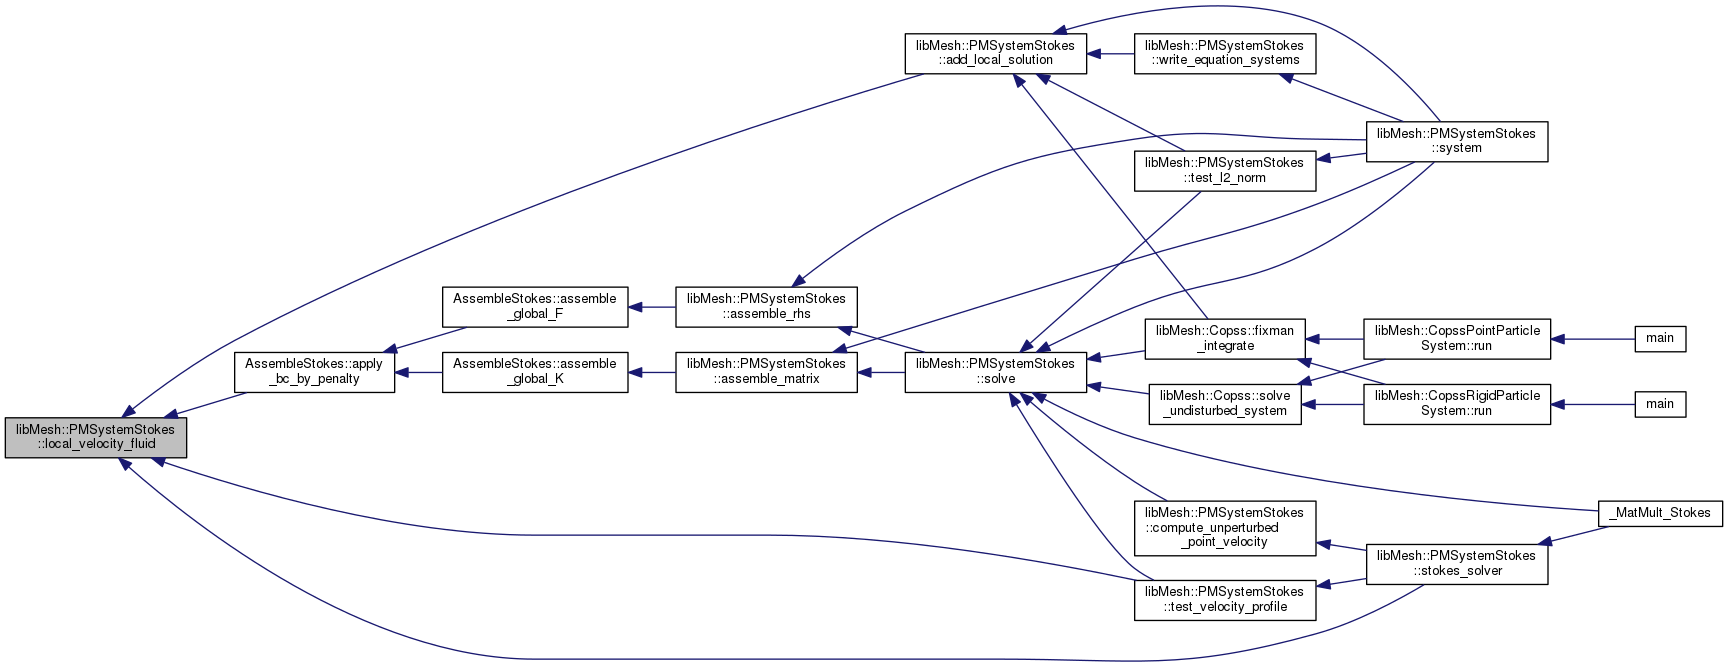 libMesh::PMSystemStokes
::local_velocity_fluid
libMesh::PMSystemStokes
::add_local_solution
libMesh::PMSystemStokes
::write_equation_systems
libMesh::PMSystemStokes
::system
libMesh::PMSystemStokes
::test_l2_norm
AssembleStokes::apply
_bc_by_penalty
AssembleStokes::assemble
_global_F
libMesh::PMSystemStokes
::assemble_rhs
AssembleStokes::assemble
_global_K
libMesh::PMSystemStokes
::assemble_matrix
libMesh::PMSystemStokes
::solve
libMesh::Copss::fixman
_integrate
libMesh::CopssPointParticle
System::run
main
libMesh::Copss::solve
_undisturbed_system
libMesh::CopssRigidParticle
System::run
main
libMesh::PMSystemStokes
::compute_unperturbed
_point_velocity
_MatMult_Stokes
libMesh::PMSystemStokes
::stokes_solver
libMesh::PMSystemStokes
::test_velocity_profile